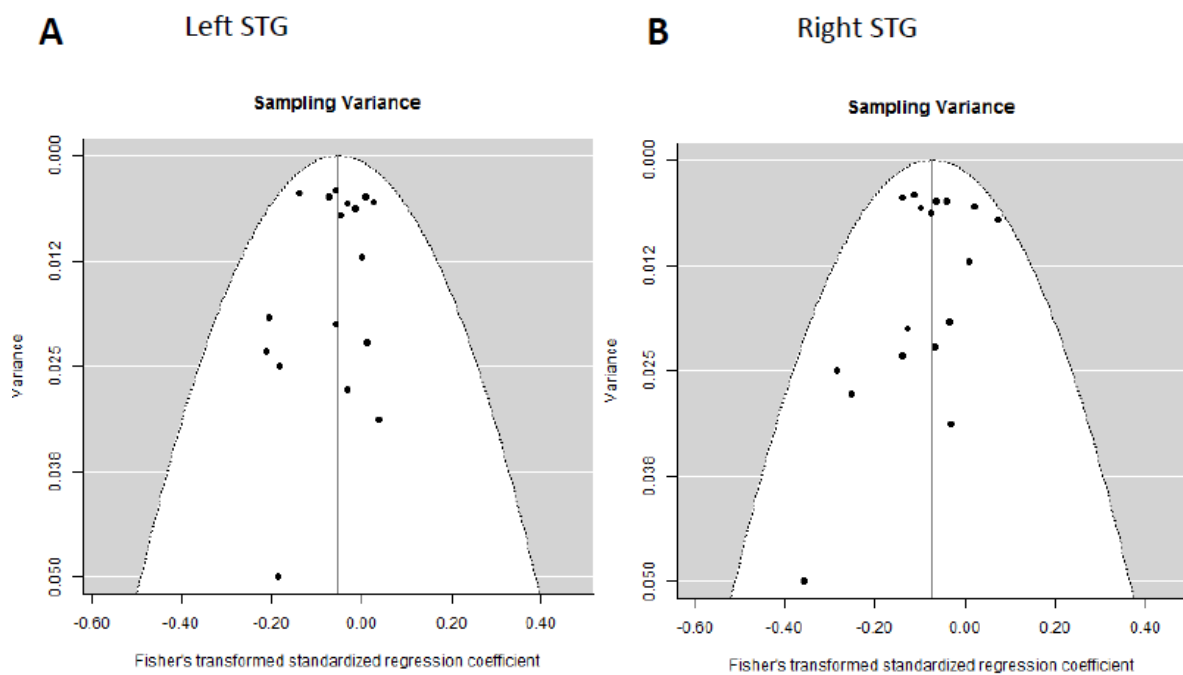 A Left STG
Sampling Variance
0.000
0.012
0.025
0.038
0.050
Variance
-0.60 -0.40 -0.20 0.00 0.20 0.40
Fisher's transformed standardized regression coefficient
B Right STG
Sampling Variance
0.000
0.012
0.025
0.038
0.050
Variance
-0.60 -0.40 -0.20 0.00 0.20 0.40
Fisher's transformed standardized regression coefficient